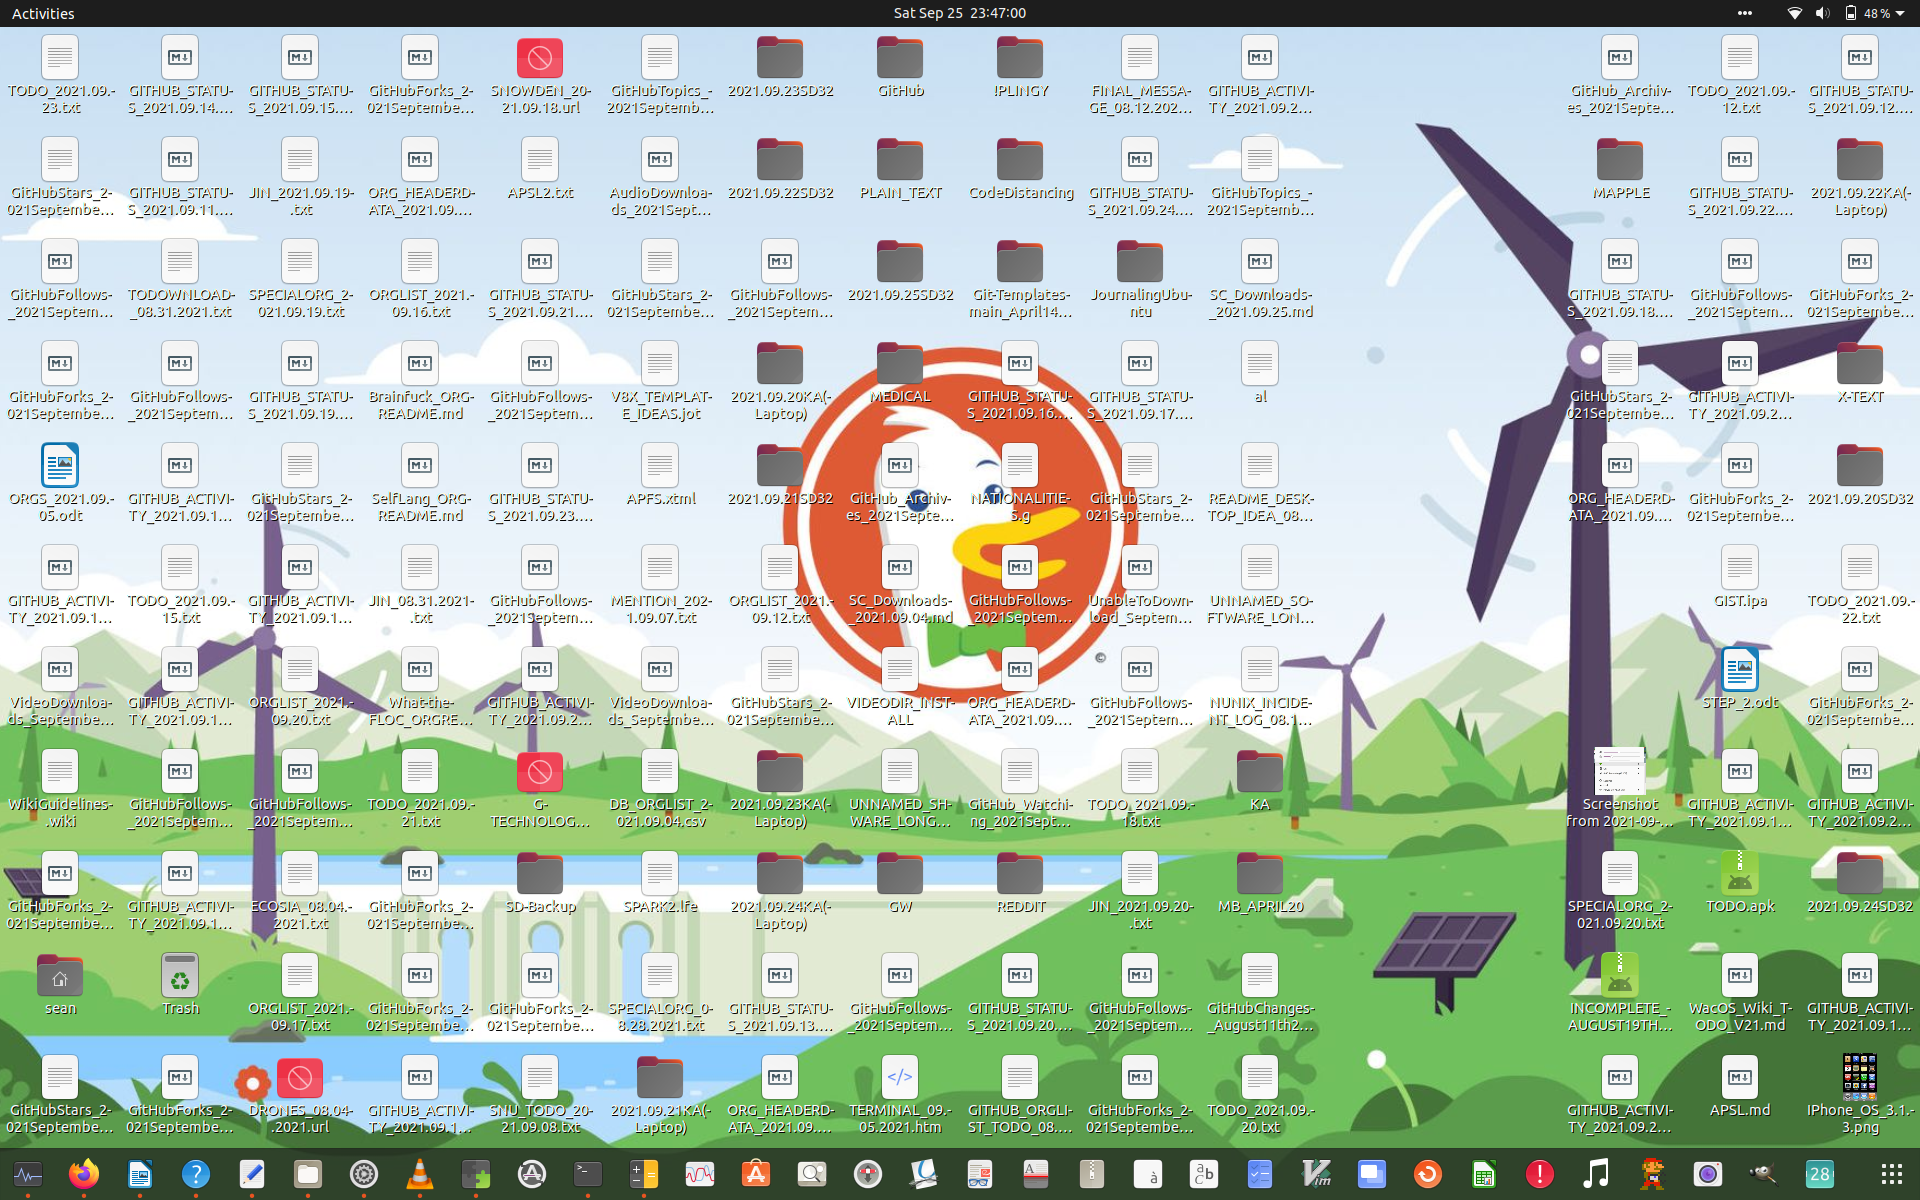 Activities
Sat Sep 25 23:47:00
48 %
TODO_2021.09.-
23.txt
GITHUB_STATU-
S_2021.09.14....
GITHUB_STATU-
S_2021.09.15....
GitHubForks_2-
021Septembe...
SNOWDEN_20-
21.09.18.url
GitHubTopics_-
2021Septemb...
2021.09.23SD32
GitHub
!PLINGY
FINAL_MESSA-
GE_08.12.202...
GITHUB_ACTIVI-
TY_2021.09.2...
GitHub_Archiv-
es_2021Septe...
TODO_2021.09.-
12.txt
GITHUB_STATU-
S_2021.09.12....
GitHubStars_2-
021Septembe...
GITHUB_STATU-
S_2021.09.11....
JIN_2021.09.19-
.txt
ORG_HEADERD-
ATA_2021.09....
APSL2.txt
AudioDownloa-
ds_2021Sept...
2021.09.22SD32
PLAIN_TEXT
CodeDistancing
GITHUB_STATU-
S_2021.09.24....
GitHubTopics_-
2021Septemb...
MAPPLE
GITHUB_STATU-
S_2021.09.22....
2021.09.22KA(-
Laptop)
GitHubFollows-
_2021Septem...
TODOWNLOAD-
_08.31.2021.txt
SPECIALORG_2-
021.09.19.txt
ORGLIST_2021.-
09.16.txt
GITHUB_STATU-
S_2021.09.21....
GitHubStars_2-
021Septembe...
GitHubFollows-
_2021Septem...
2021.09.25SD32
Git-Templates-
main_April14...
JournalingUbu-
ntu
SC_Downloads-
_2021.09.25.md
GITHUB_STATU-
S_2021.09.18....
GitHubFollows-
_2021Septem...
GitHubForks_2-
021Septembe...
GitHubForks_2-
021Septembe...
GitHubFollows-
_2021Septem...
GITHUB_STATU-
S_2021.09.19....
Brainfuck_ORG-
README.md
GitHubFollows-
_2021Septem...
V8X_TEMPLAT-
E_IDEAS.jot
2021.09.20KA(-
Laptop)
MEDICAL
GITHUB_STATU-
S_2021.09.16....
GITHUB_STATU-
S_2021.09.17....
al
GitHubStars_2-
021Septembe...
GITHUB_ACTIVI-
TY_2021.09.2...
X-TEXT
ORGS_2021.09.-
05.odt
GITHUB_ACTIVI-
TY_2021.09.1...
GitHubStars_2-
021Septembe...
SelfLang_ORG-
README.md
GITHUB_STATU-
S_2021.09.23....
APFS.xtml
2021.09.21SD32
GitHub_Archiv-
es_2021Septe...
NATIONALITIE-
S.g
GitHubStars_2-
021Septembe...
README_DESK-
TOP_IDEA_08....
ORG_HEADERD-
ATA_2021.09....
GitHubForks_2-
021Septembe...
2021.09.20SD32
GITHUB_ACTIVI-
TY_2021.09.1...
TODO_2021.09.-
15.txt
GITHUB_ACTIVI-
TY_2021.09.1...
JIN_08.31.2021-
.txt
GitHubFollows-
_2021Septem...
MENTION_202-
1.09.07.txt
ORGLIST_2021.-
09.12.txt
SC_Downloads-
_2021.09.04.md
GitHubFollows-
_2021Septem...
UnableToDown-
load_Septem...
UNNAMED_SO-
FTWARE_LON...
GIST.ipa
TODO_2021.09.-
22.txt
VideoDownloa-
ds_Septembe...
GITHUB_ACTIVI-
TY_2021.09.1...
ORGLIST_2021.-
09.20.txt
What-the-
FLOC_ORGRE...
GITHUB_ACTIVI-
TY_2021.09.2...
VideoDownloa-
ds_Septembe...
GitHubStars_2-
021Septembe...
VIDEODIR_INST-
ALL
ORG_HEADERD-
ATA_2021.09....
GitHubFollows-
_2021Septem...
NUNIX_INCIDE-
NT_LOG_08.1...
STEP_2.odt
GitHubForks_2-
021Septembe...
WikiGuidelines-
.wiki
GitHubFollows-
_2021Septem...
GitHubFollows-
_2021Septem...
TODO_2021.09.-
21.txt
G-
TECHNOLOG...
DB_ORGLIST_2-
021.09.04.csv
2021.09.23KA(-
Laptop)
UNNAMED_SH-
WARE_LONG...
GitHub_Watchi-
ng_2021Sept...
TODO_2021.09.-
18.txt
KA
Screenshot
from 2021-09-...
GITHUB_ACTIVI-
TY_2021.09.1...
GITHUB_ACTIVI-
TY_2021.09.2...
GitHubForks_2-
021Septembe...
GITHUB_ACTIVI-
TY_2021.09.1...
ECOSIA_08.04.-
2021.txt
GitHubForks_2-
021Septembe...
SD-Backup
SPARK2.lfe
2021.09.24KA(-
Laptop)
GW
REDDIT
JIN_2021.09.20-
.txt
MB_APRIL20
SPECIALORG_2-
021.09.20.txt
TODO.apk
2021.09.24SD32
sean
Trash
ORGLIST_2021.-
09.17.txt
GitHubForks_2-
021Septembe...
GitHubForks_2-
021Septembe...
SPECIALORG_0-
8.28.2021.txt
GITHUB_STATU-
S_2021.09.13....
GitHubFollows-
_2021Septem...
GITHUB_STATU-
S_2021.09.20....
GitHubFollows-
_2021Septem...
GitHubChanges-
_August11th2...
INCOMPLETE_-
AUGUST19TH...
WacOS_Wiki_T-
ODO_V21.md
GITHUB_ACTIVI-
TY_2021.09.1...
GitHubStars_2-
021Septembe...
GitHubForks_2-
021Septembe...
DRONES_08.04-
.2021.url
GITHUB_ACTIVI-
TY_2021.09.1...
SNU_TODO_20-
21.09.08.txt
2021.09.21KA(-
Laptop)
ORG_HEADERD-
ATA_2021.09....
TERMINAL_09.-
05.2021.htm
GITHUB_ORGLI-
ST_TODO_08....
GitHubForks_2-
021Septembe...
TODO_2021.09.-
20.txt
GITHUB_ACTIVI-
TY_2021.09.2...
APSL.md
IPhone_OS_3.1.-
3.png
28